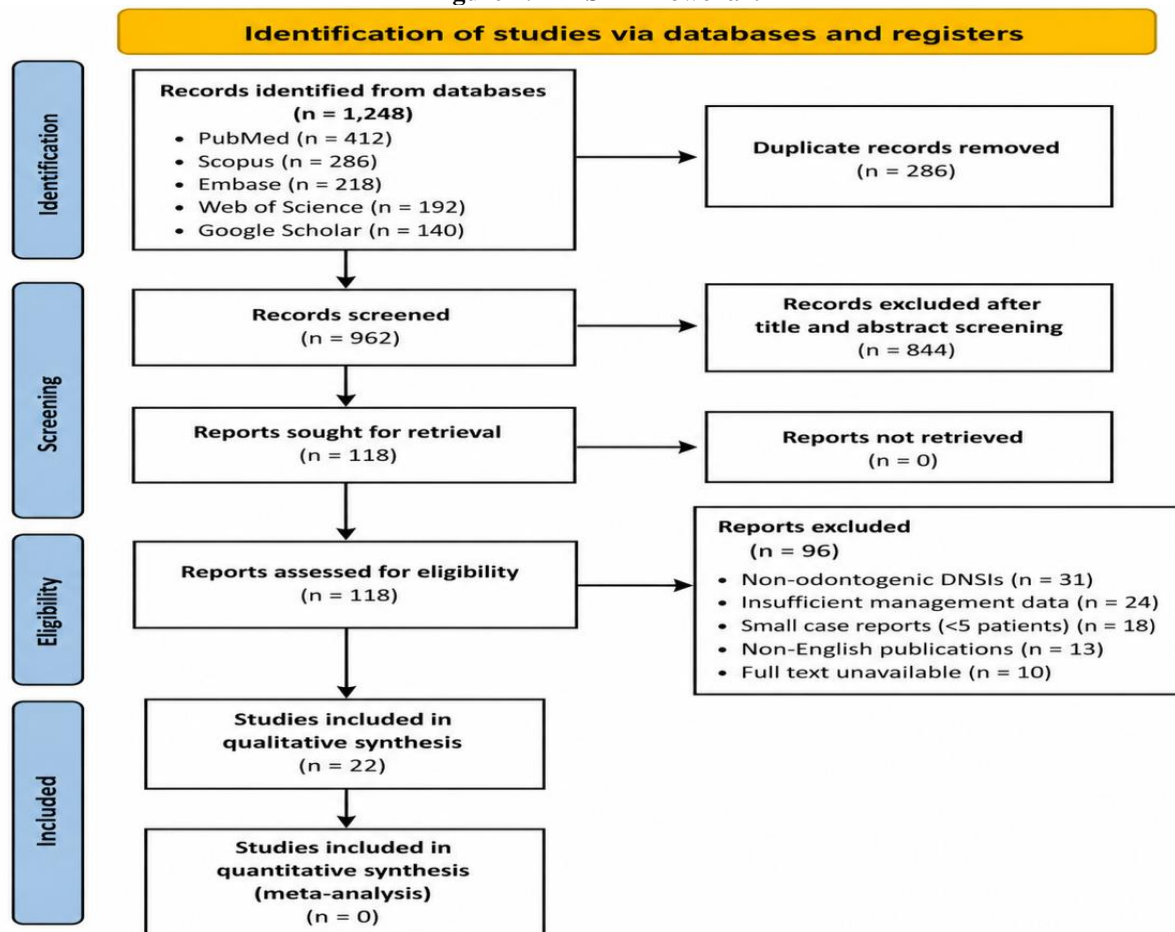 Identification of studies via databases and registers
Identification
Records identified from databases
(n = 1,248)
• PubMed (n = 412)
• Scopus (n = 286)
• Embase (n = 218)
• Web of Science (n = 192)
• Google Scholar (n = 140)
Duplicate records removed
(n = 286)
Screening
Records screened
(n = 962)
Records excluded after
title and abstract screening
(n = 844)
Reports sought for retrieval
(n = 118)
Reports not retrieved
(n = 0)
Eligibility
Reports assessed for eligibility
(n = 118)
Reports excluded
(n = 96)
• Non-odontogenic DNSIs (n = 31)
• Insufficient management data (n = 24)
• Small case reports (<5 patients) (n = 18)
• Non-English publications (n = 13)
• Full text unavailable (n = 10)
Included
Studies included in
qualitative synthesis
(n = 22)
Studies included in
quantitative synthesis
(meta-analysis)
(n = 0)